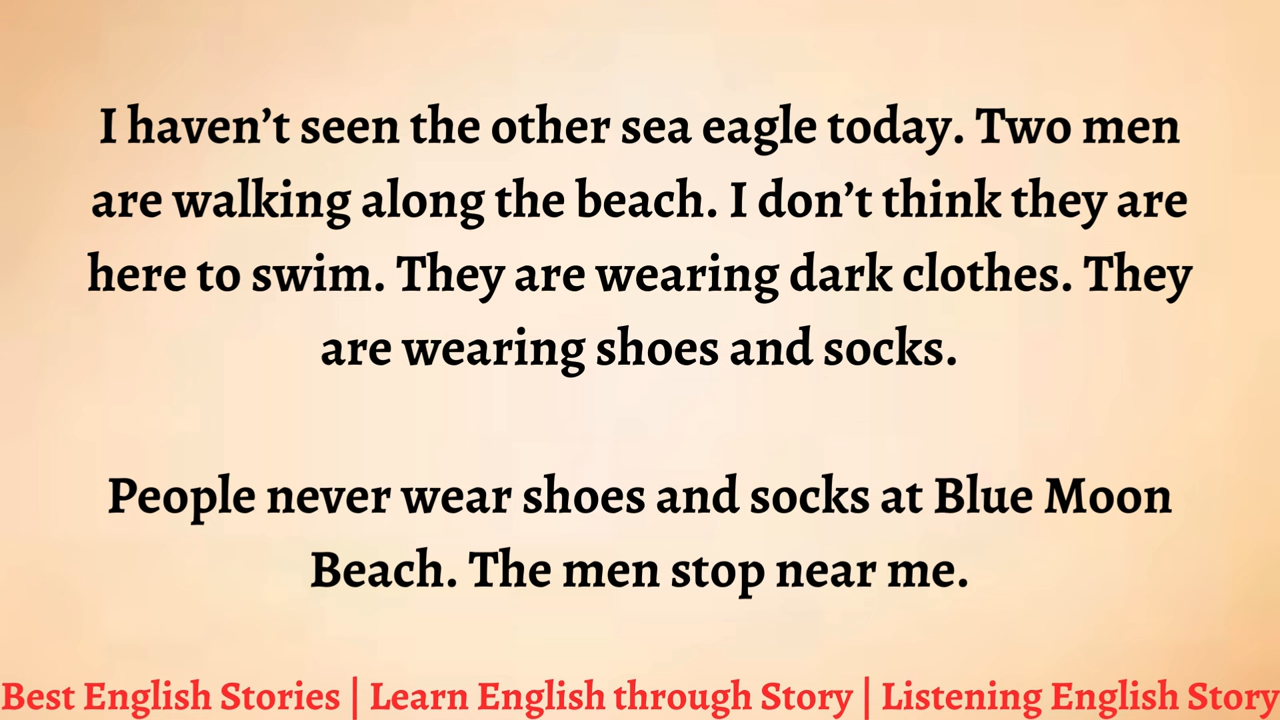 I haven’t seen the other sea eagle today. Two men
are walking along the beach. I don’t think they are
here to swim. They are wearing dark clothes. They
are wearing shoes and socks.
People never wear shoes and socks at Blue Moon
Beach. The men stop near me.
Best English Stories | Learn English through Story | Listening English Story